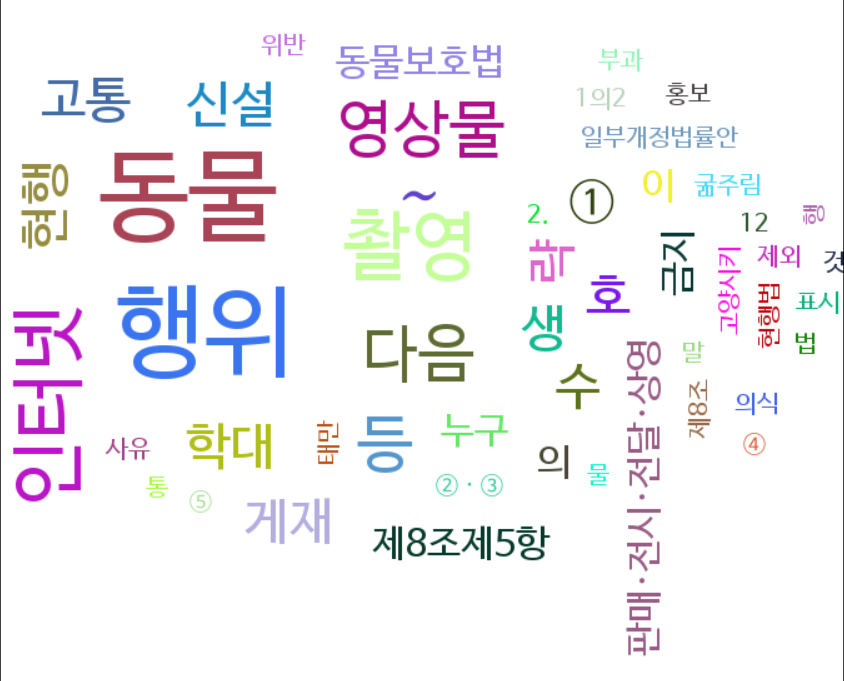 위반
동물보호법
부과
고통
신설
1의2
홍보
영상물
일부개정법률안
현행
동물
~
①
이
굶주림
촬영
2.
12
행
략
금지
고양시키
제외
것
행위
생
호
현행법
표시
인터넷
다음
법
말
수
판매·전시·전달·상영
제8조
의식
사유
학대
태만
등
누구
의
물
④
통
⑤
②·③
게재
제8조제5항